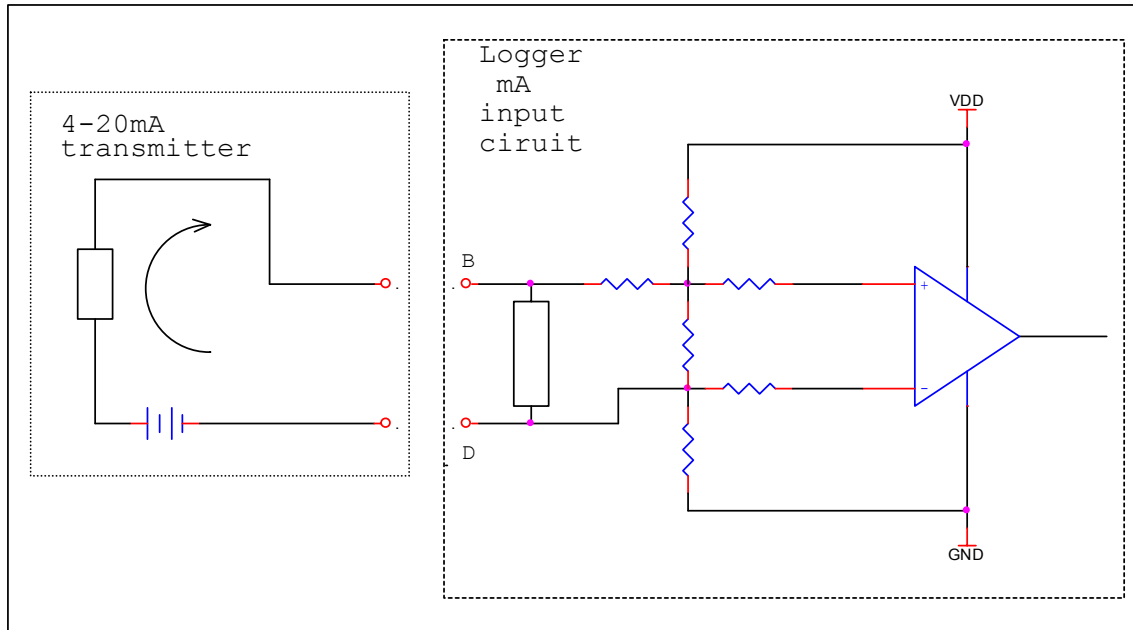 Logger
mA
input
ciruit
4-20mA
transmitter
VDD
B
+
−
D
GND